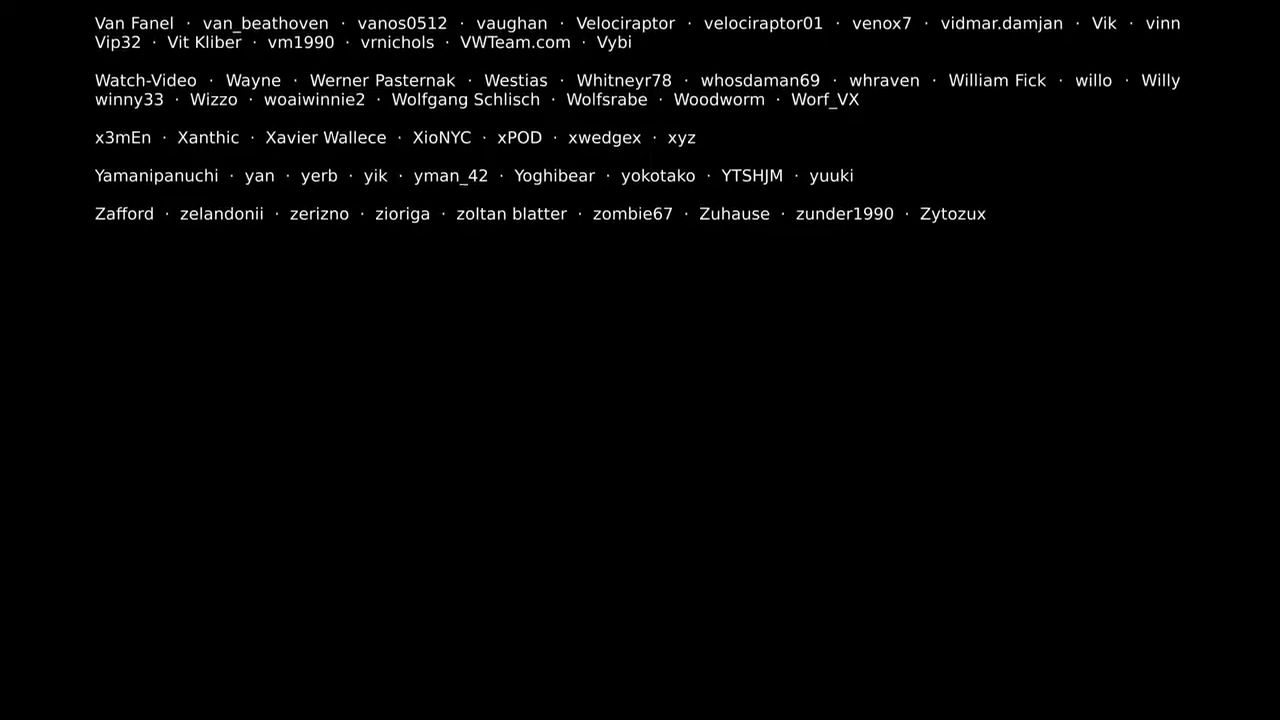 Van Fanel · van_beathoven · vanos0512 · vaughan · Velociraptor · velociraptor01 · venox7 · vidmar.damjan · Vik · vinn
Vip32 · Vit Kliber · vm1990 · vrnichols · VWTeam.com · Vybi
Watch-Video · Wayne · Werner Pasternak · Westias · Whitneyr78 · whosdaman69 · whraven · William Fick · willo · Willy
winny33 · Wizzo · woaiwinnie2 · Wolfgang Schlisch · Wolfsrabe · Woodworm · Worf_VX
x3mEn · Xanthic · Xavier Wallece · XioNYC · xPOD · xwedgex · xyz
Yamanipanuchi · yan · yerb · yik · yman_42 · Yoghibear · yokotako · YTSHJM · yuuki
Zafford · zelandonii · zerizno · zioriga · zoltan blatter · zombie67 · Zuhause · zunder1990 · Zytozux